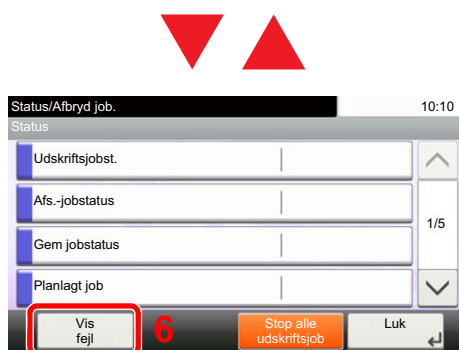 Status/Afbryd job.
10:10
Status
Udskriftsjobst.
Afs.-jobstatus
1/5
Gem jobstatus
Planlagt job
Vis
fejl
6
Stop alle
udskriftsjob
Luk